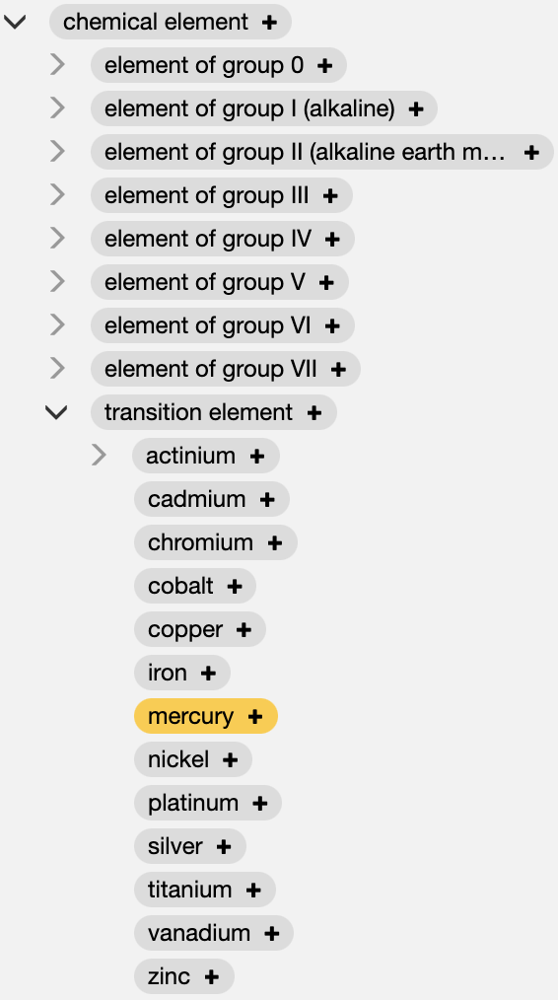 chemical element +
element of group 0 +
element of group I (alkaline) +
element of group II (alkaline earth m... +
element of group III +
element of group IV +
element of group V +
element of group VI +
element of group VII +
transition element +
actinium +
cadmium +
chromium +
cobalt +
copper +
iron +
mercury +
nickel +
platinum +
silver +
titanium +
vanadium +
zinc +